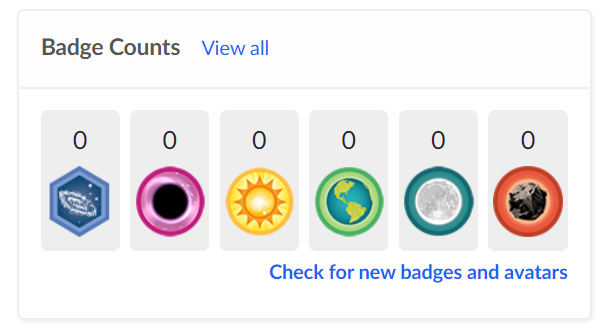 Badge Counts View all
0 0 0 0 0 0
Check for new badges and avatars